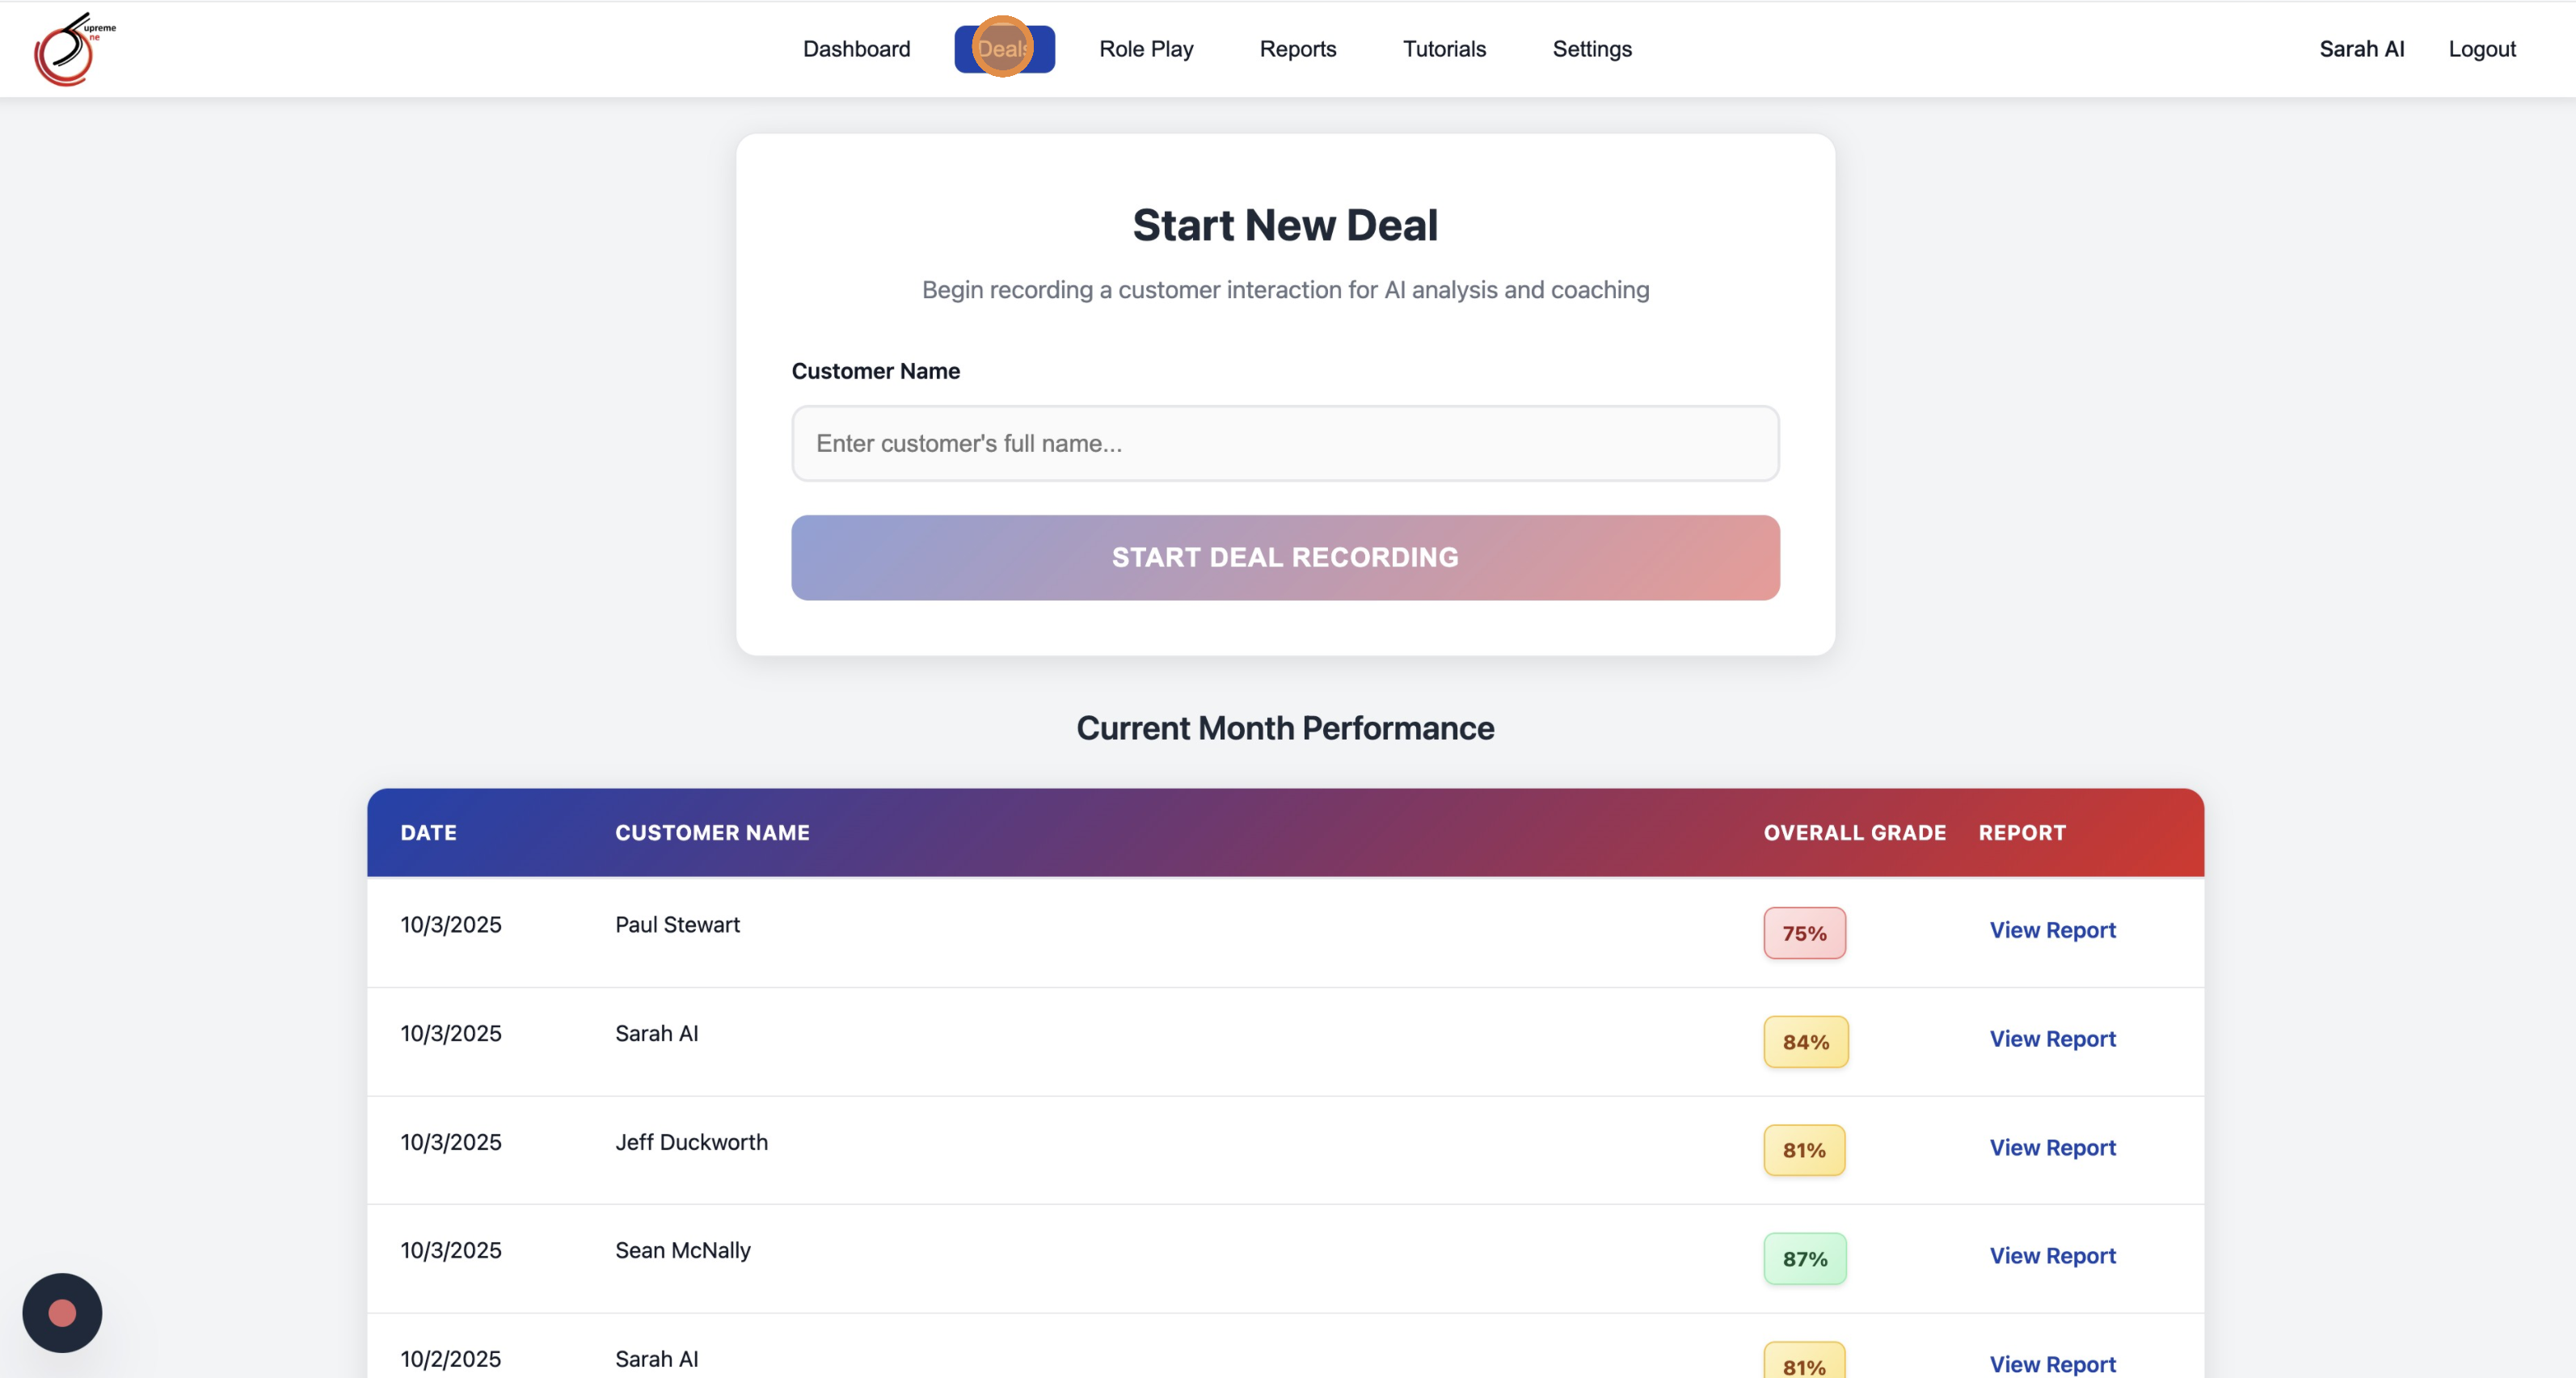 upreme
ne
Dashboard Deals Role Play Reports Tutorials Settings Sarah AI Logout
Start New Deal
Begin recording a customer interaction for AI analysis and coaching
Customer Name
Enter customer's full name...
START DEAL RECORDING
Current Month Performance
DATE CUSTOMER NAME OVERALL GRADE REPORT
10/3/2025 Paul Stewart 75% View Report
10/3/2025 Sarah AI 84% View Report
10/3/2025 Jeff Duckworth 81% View Report
10/3/2025 Sean McNally 87% View Report
10/2/2025 Sarah AI 81% View Report